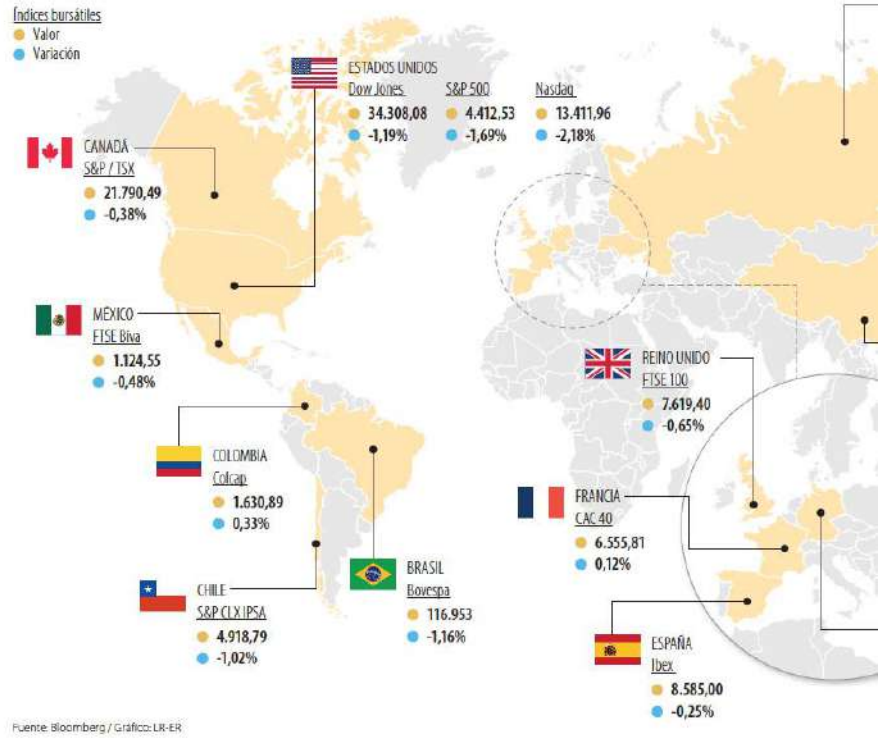 Índices bursátiles
Valor
Variación
ESTADOS UNIDOS
Dow Jones S&P 500 Nasdaq
34.308,08 4.412,53 13.411,96
-1,19% -1,69% -2,18%
CANADÁ
S&P / TSX
21.790,49
-0,38%
MÉXICO
FTSE Biva
1.124,55
-0,48%
REINO UNIDO
FTSE 100
7.619,40
-0,65%
COLOMBIA
Colcap
1.630,89
0,33%
FRANCIA
CAC 40
6.555,81
0,12%
CHILE
S&P CLX IPSA
4.918,79
-1,02%
BRASIL
Bovespa
116.953
-1,16%
ESPAÑA
Ibex
8.585,00
-0,25%
Fuente: Bloomberg / Gráfico: LR-ER